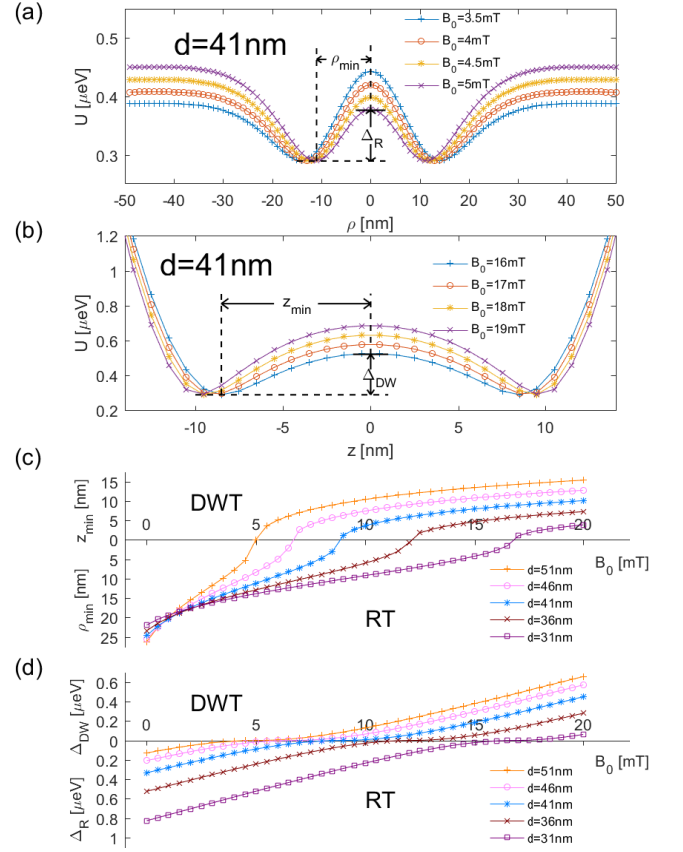 (a)
d=41nm
ρmin
B0=3.5mT
B0=4mT
B0=4.5mT
B0=5mT
ΔR
U [μeV]
0.5
0.4
0.3
-50 -40 -30 -20 -10 0 10 20 30 40 50
ρ [nm]
(b)
d=41nm
zmin
B0=16mT
B0=17mT
B0=18mT
B0=19mT
ΔDW
U [μeV]
1.2
1
0.8
0.6
0.4
0.2
-10 -5 0 5 10
z [nm]
(c)
DWT
zmin [nm]
15
10
5
0
5
10
15
20
25
ρmin [nm]
0 5 10 15 20
B0 [mT]
RT
d=51nm
d=46nm
d=41nm
d=36nm
d=31nm
(d)
DWT
ΔDW [μeV]
0.6
0.4
0.2
0
0.2
0.4
0.6
0.8
1
ΔR [μeV]
0 5 10 15 20
B0 [mT]
RT
d=51nm
d=46nm
d=41nm
d=36nm
d=31nm